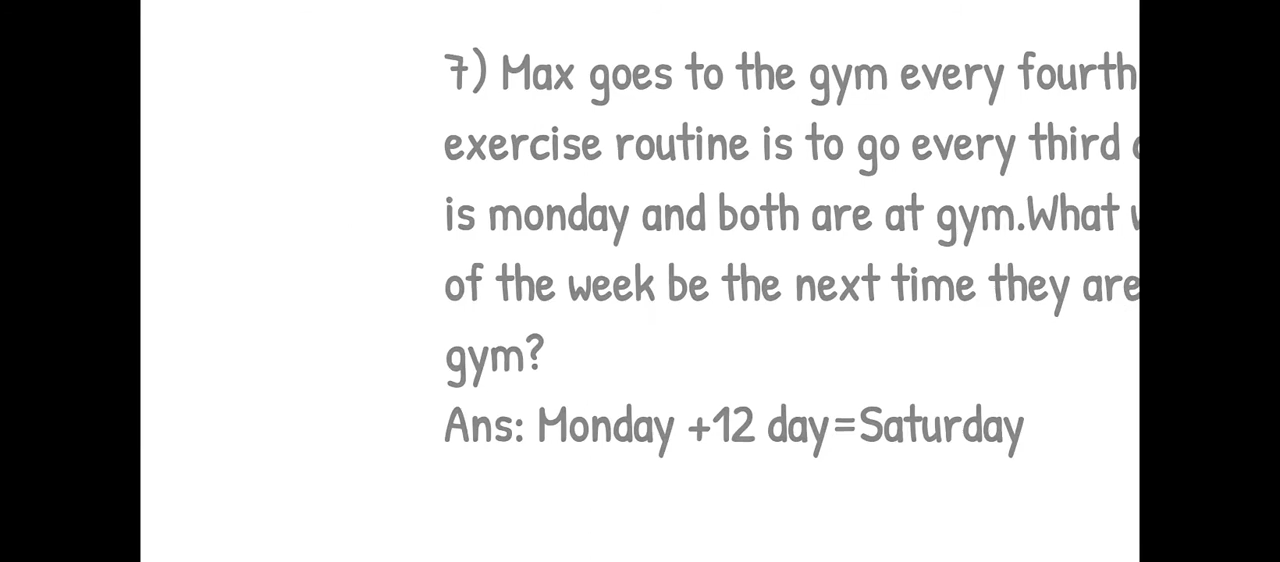 7) Max goes to the gym every fourth
exercise routine is to go every third
is monday and both are at gym.What
of the week be the next time they are
gym?
Ans: Monday +12 day=Saturday